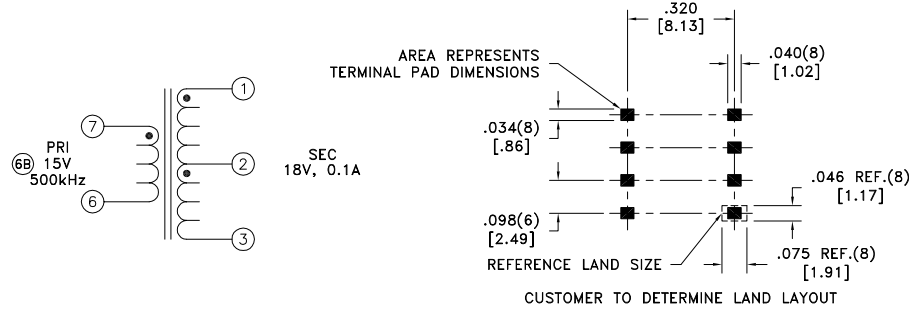 7
6
6B
PRI
15V
500kHz
1
2
3
SEC
18V, 0.1A
.320
[8.13]
AREA REPRESENTS
TERMINAL PAD DIMENSIONS
.040(8)
[1.02]
.034(8)
[.86]
.098(6)
[2.49]
.046 REF.(8)
[1.17]
.075 REF.(8)
[1.91]
REFERENCE LAND SIZE
CUSTOMER TO DETERMINE LAND LAYOUT